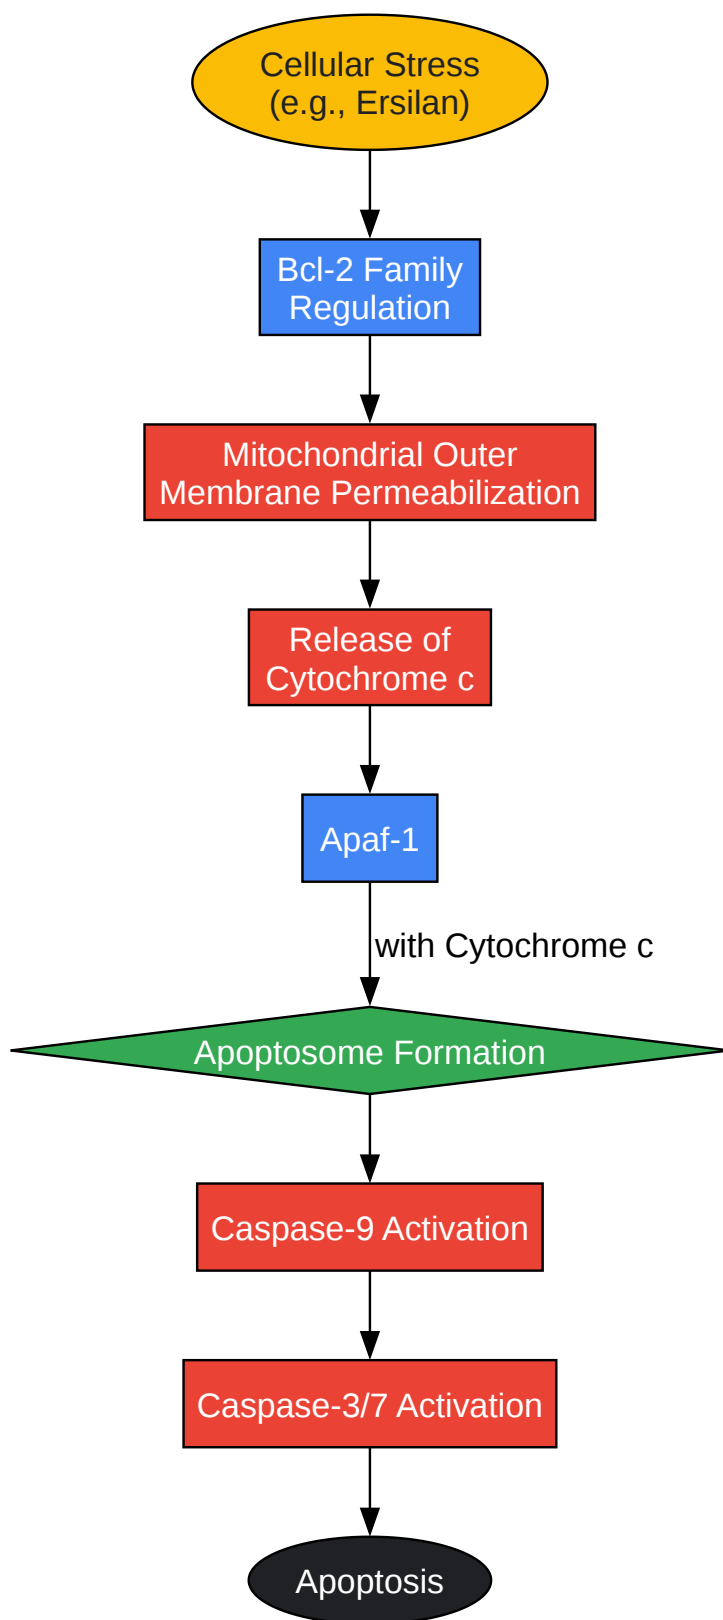 Cellular Stress
(e.g., Ersilan)
Bcl-2 Family
Regulation
Mitochondrial Outer
Membrane Permeabilization
Release of
Cytochrome c
Apaf-1
with Cytochrome c
Apoptosome Formation
Caspase-9 Activation
Caspase-3/7 Activation
Apoptosis